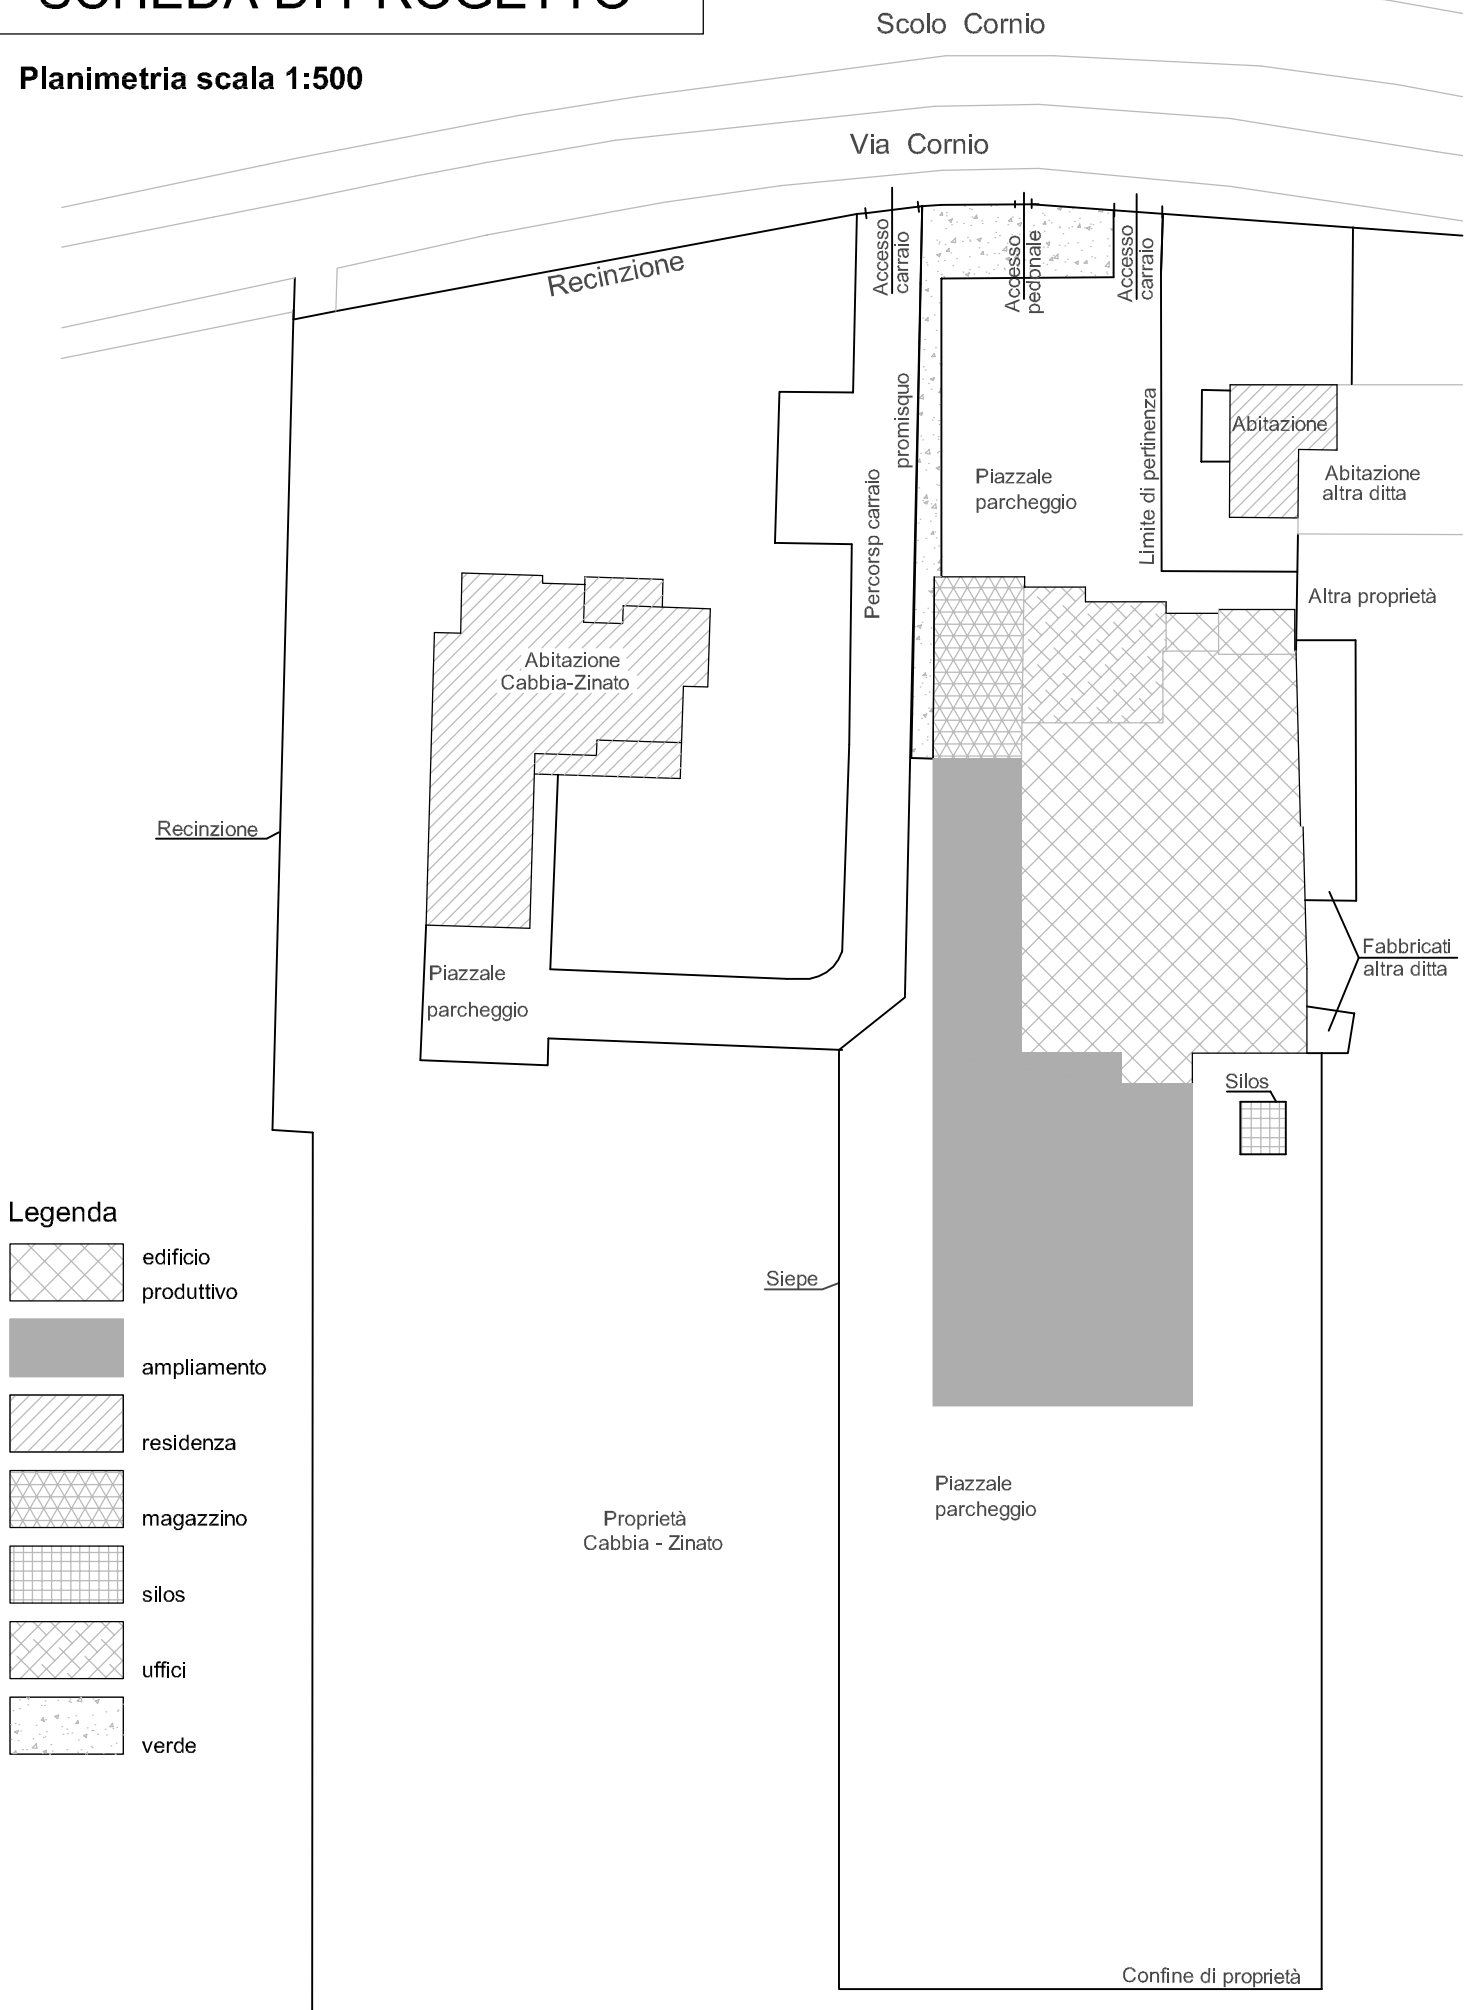 SCHEDA DI PROGETTO
Planimetria scala 1:500
Scolo Cornio
Via Cornio
Recinzione
Accesso
carraio
Accesso
pedonale
Accesso
carraio
Percorsp carraio
promisquo
Piazzale
parcheggio
Limite di pertinenza
Abitazione
Abitazione
altra ditta
Altra proprietà
Abitazione
Cabbia-Zinato
Recinzione
Piazzale
parcheggio
Fabbricati
altra ditta
Silos
Siepe
Piazzale
parcheggio
Proprietà
Cabbia - Zinato
Confine di proprietà
Legenda
edificio
produttivo
ampliamento
residenza
magazzino
silos
uffici
verde